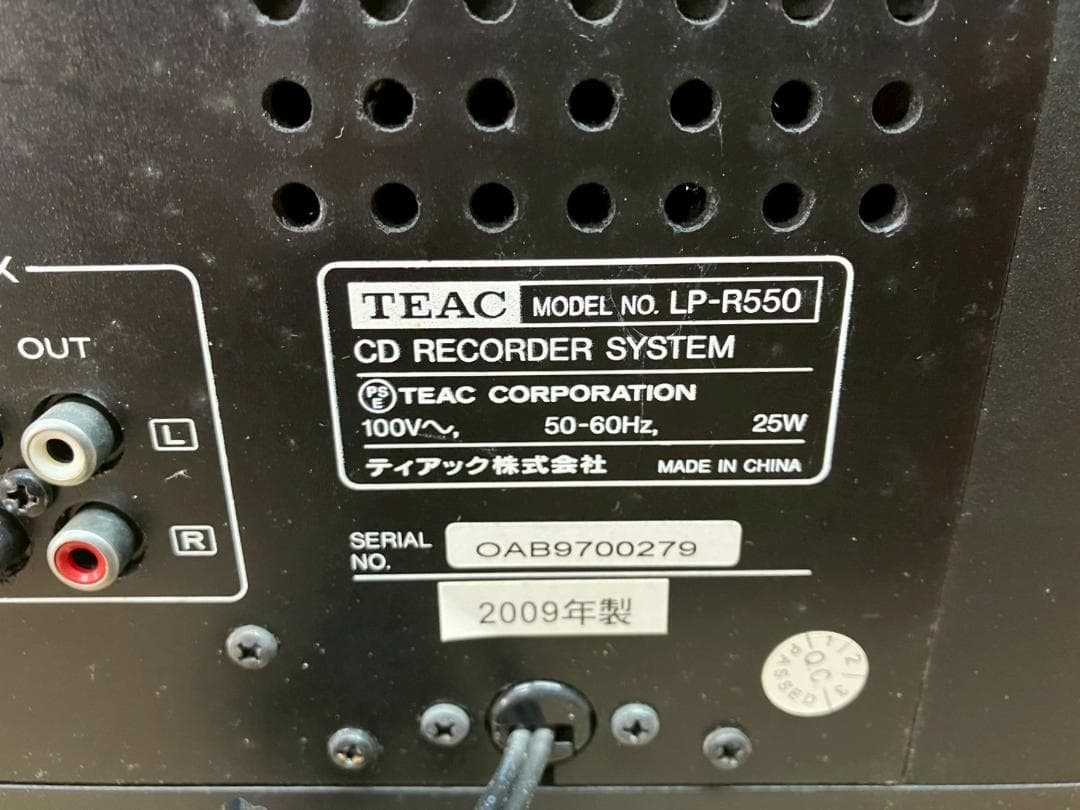 OUT
L
R
TEAC MODEL NO. LP-R550
CD RECORDER SYSTEM
PSE TEAC CORPORATION
100V～, 50-60Hz, 25W
ティアック株式会社 MADE IN CHINA
SERIAL NO. OAB9700279
2009年製
1 2 3
QC
PASSED